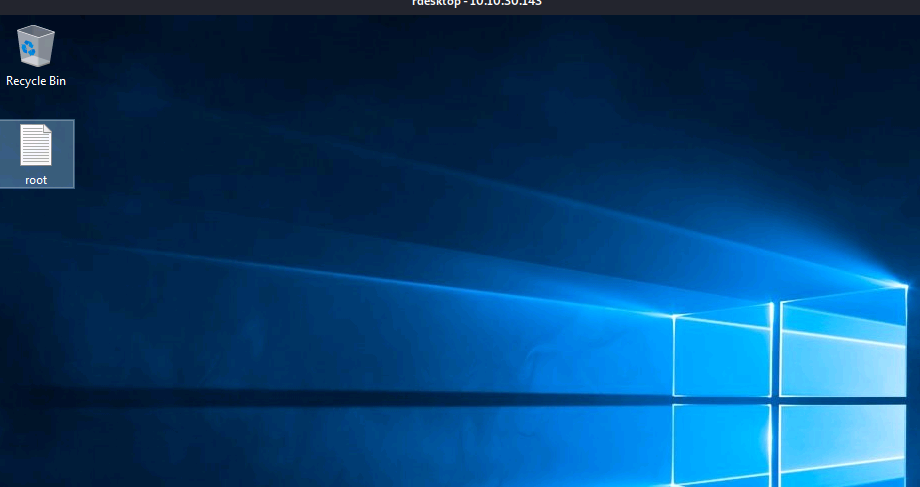 rdesktop - 10.10.30.143
Recycle Bin
root